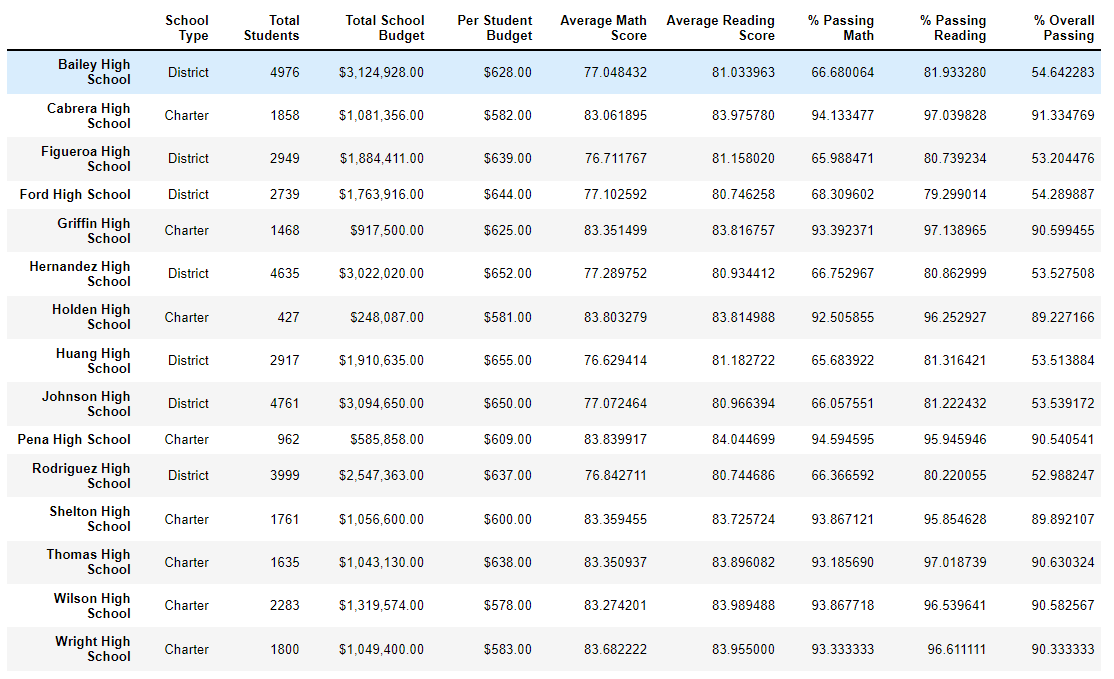 School Type Total Students Total School Budget Per Student Budget Average Math Score Average Reading Score % Passing Math % Passing Reading % Overall Passing
Bailey High School District 4976 $3,124,928.00 $628.00 77.048432 81.033963 66.680064 81.933280 54.642283
Cabrera High School Charter 1858 $1,081,356.00 $582.00 83.061895 83.975780 94.133477 97.039828 91.334769
Figueroa High School District 2949 $1,884,411.00 $639.00 76.711767 81.158020 65.988471 80.739234 53.204476
Ford High School District 2739 $1,763,916.00 $644.00 77.102592 80.746258 68.309602 79.299014 54.289887
Griffin High School Charter 1468 $917,500.00 $625.00 83.351499 83.816757 93.392371 97.138965 90.599455
Hernandez High School District 4635 $3,022,020.00 $652.00 77.289752 80.934412 66.752967 80.862999 53.527508
Holden High School Charter 427 $248,087.00 $581.00 83.803279 83.814988 92.505855 96.252927 89.227166
Huang High School District 2917 $1,910,635.00 $655.00 76.629414 81.182722 65.683922 81.316421 53.513884
Johnson High School District 4761 $3,094,650.00 $650.00 77.072464 80.966394 66.057551 81.222432 53.539172
Pena High School Charter 962 $585,858.00 $609.00 83.839917 84.044699 94.594595 95.945946 90.540541
Rodriguez High School District 3999 $2,547,363.00 $637.00 76.842711 80.744686 66.366592 80.220055 52.988247
Shelton High School Charter 1761 $1,056,600.00 $600.00 83.359455 83.725724 93.867121 95.854628 89.892107
Thomas High School Charter 1635 $1,043,130.00 $638.00 83.350937 83.896082 93.185690 97.018739 90.630324
Wilson High School Charter 2283 $1,319,574.00 $578.00 83.274201 83.989488 93.867718 96.539641 90.582567
Wright High School Charter 1800 $1,049,400.00 $583.00 83.682222 83.955000 93.333333 96.611111 90.333333